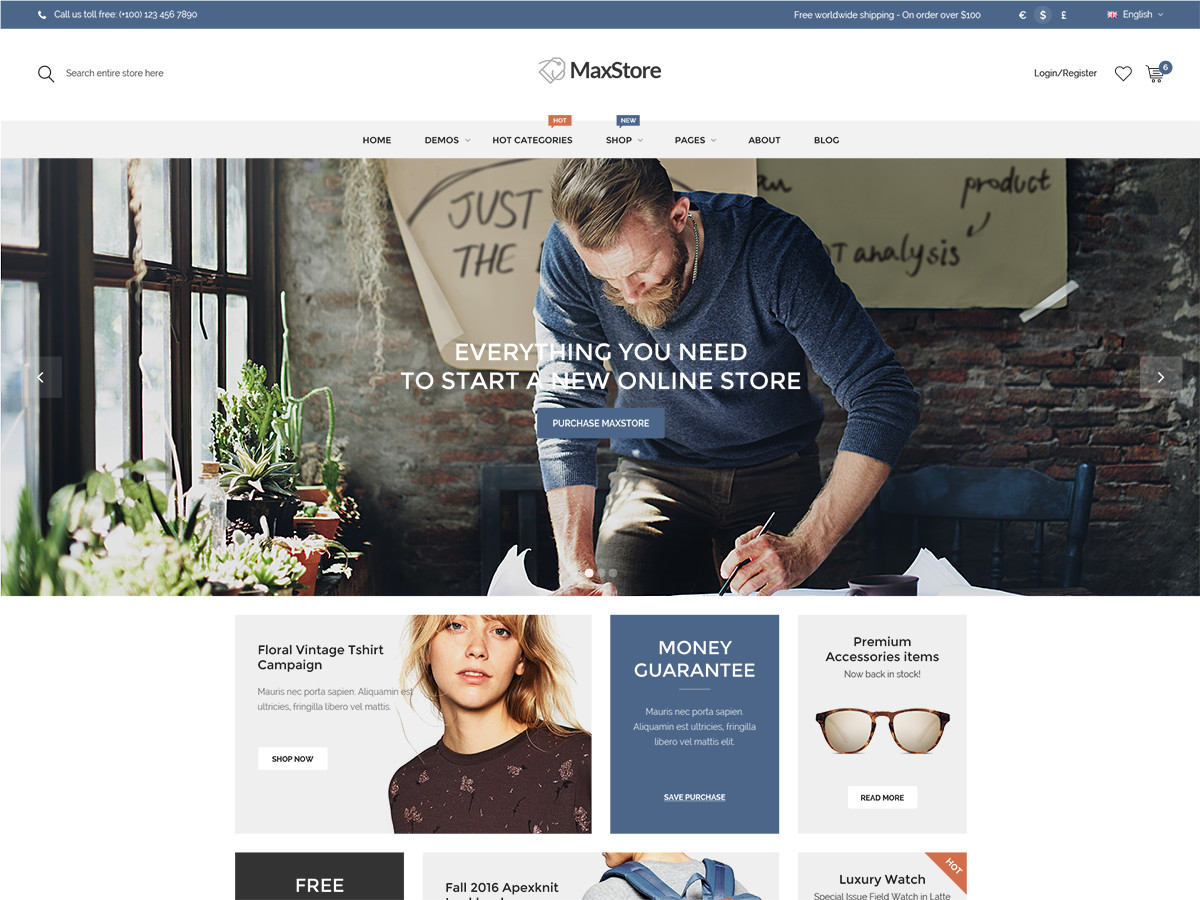 Call us toll free: (+100) 123 456 7890
Free worldwide shipping - On order over $100
€ $ £
English
Search entire store here
MaxStore
Login/Register
6
HOT
NEW
HOME
DEMOS
HOT CATEGORIES
SHOP
PAGES
ABOUT
BLOG
JUST
THE
an
product
analysis
EVERYTHING YOU NEED
TO START A NEW ONLINE STORE
PURCHASE MAXSTORE
Floral Vintage Tshirt
Campaign
Mauris nec porta sapien. Aliquamin est
ultricies, fringilla libero vel mattis.
SHOP NOW
MONEY
GUARANTEE
Mauris nec porta sapien.
Aliquamin est ultricies, fringilla
libero vel mattis elit.
SAVE PURCHASE
Premium
Accessories items
Now back in stock!
READ MORE
FREE
Fall 2016 Apexknit
HOT
Luxury Watch
Special Issue Field Watch in Latte